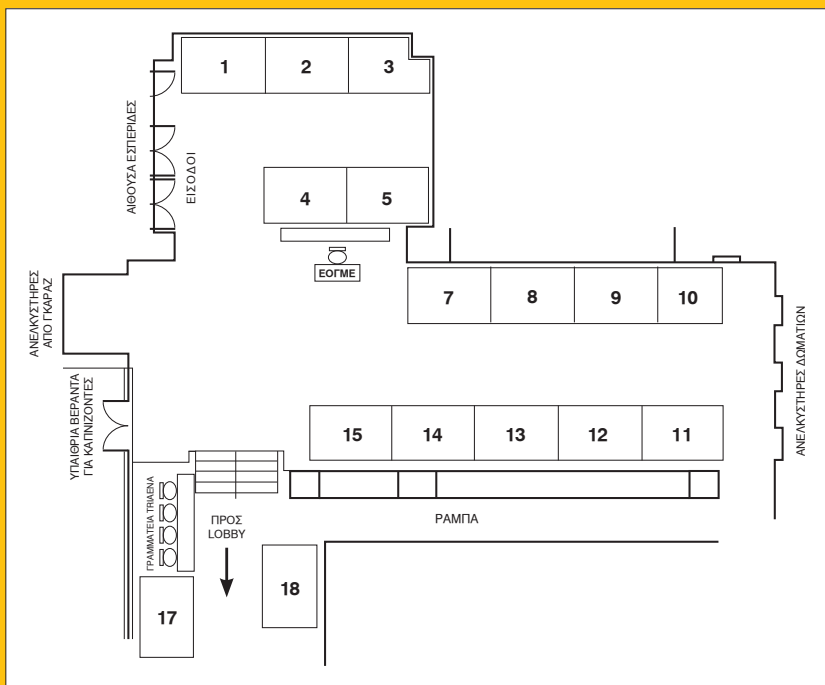 1
2
3
ΑΙΘΟΥΣΑ ΕΣΠΕΡΙΔΕΣ
ΕΙΣΟΔΟΙ
4
5
ΕΟΓΜΕ
ΑΝΕΛΚΥΣΤΗΡΕΣ
ΑΠΟ ΓΚΑΡΑΖ
7
8
9
10
ΑΝΕΛΚΥΣΤΗΡΕΣ ΔΩΜΑΤΙΩΝ
ΥΠΑΙΘΡΙΑ ΒΕΡΑΝΤΑ
ΓΙΑ ΚΑΠΝΙΖΟΝΤΕΣ
15
14
13
12
11
ΓΡΑΜΜΑΤΕΙΑ TRIAENA
ΠΡΟΣ
LOBBY
ΡΑΜΠΑ
17
18